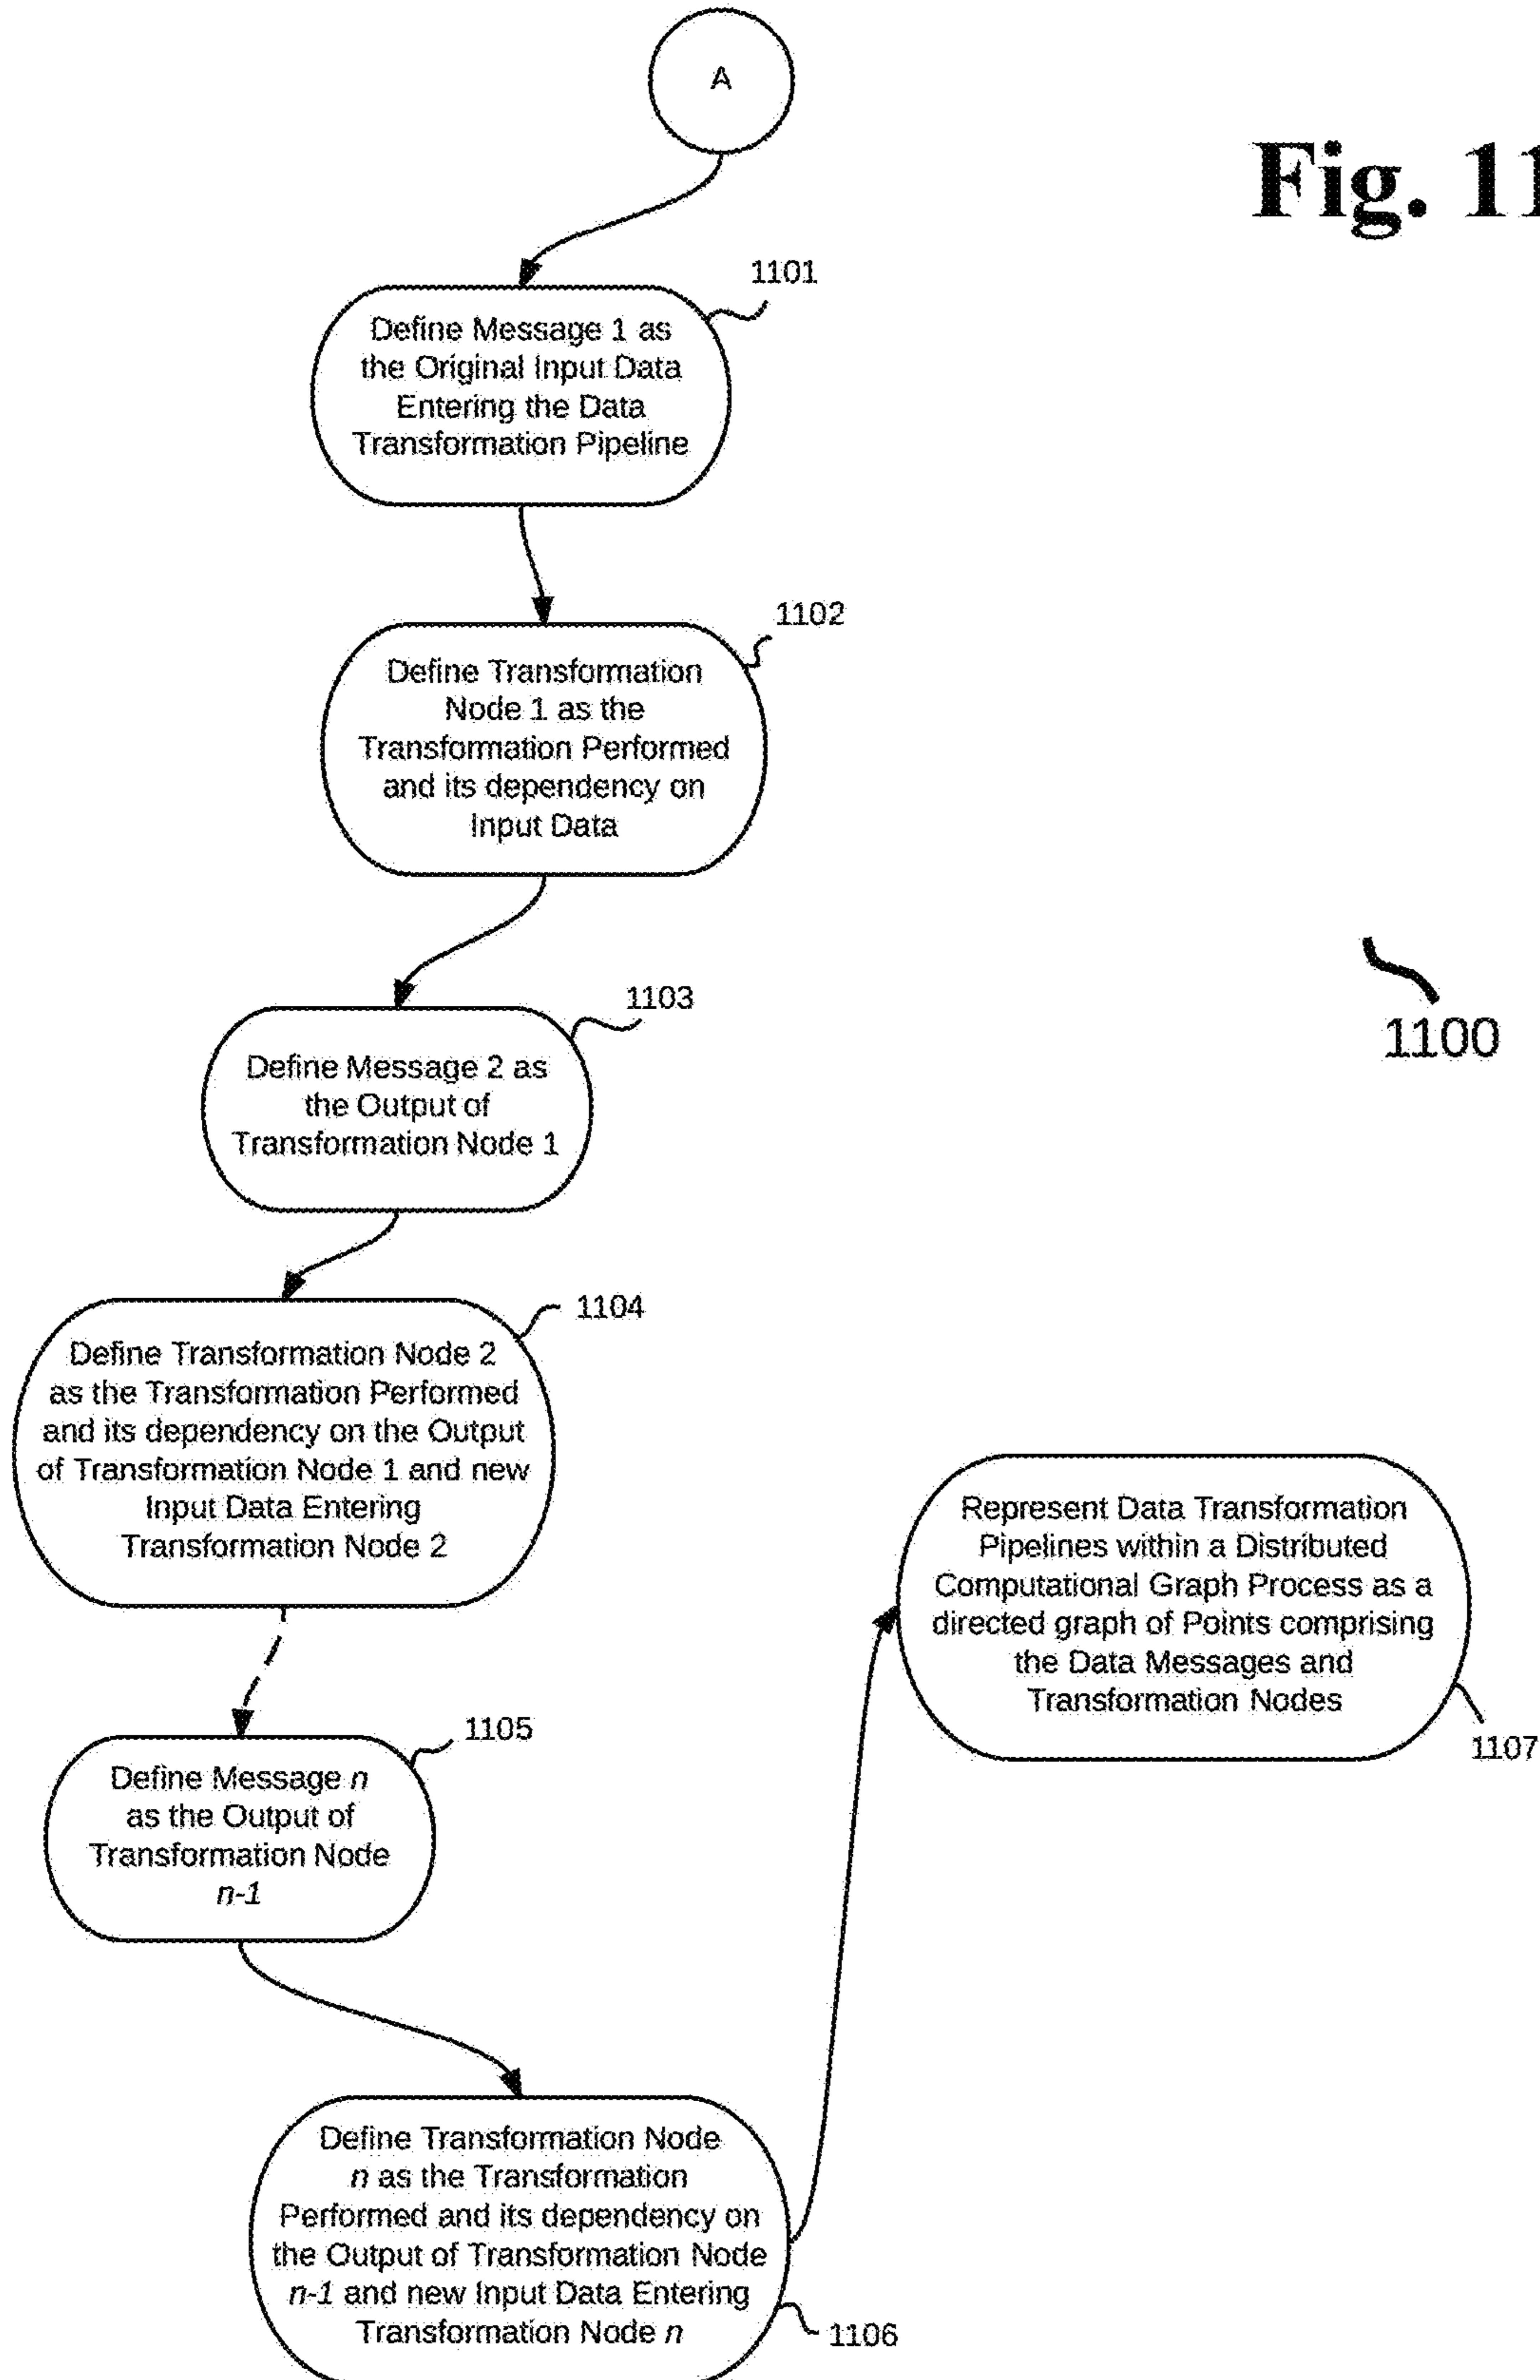 A
Fig. 11
1101
Define Message 1 as
the Original Input Data
Entering the Data
Transformation Pipeline
1102
Define Transformation
Node 1 as the
Transformation Performed
and its dependency on
Input Data
1103
Define Message 2 as
the Output of
Transformation Node 1
1100
1104
Define Transformation Node 2
as the Transformation Performed
and its dependency on the Output
of Transformation Node 1 and new
Input Data Entering
Transformation Node 2
1105
Define Message n
as the Output of
Transformation Node
n-1
Define Transformation Node
n as the Transformation
Performed and its dependency on
the Output of Transformation Node
n-1 and new Input Data Entering
Transformation Node n
1106
Represent Data Transformation
Pipelines within a Distributed
Computational Graph Process as a
directed graph of Points comprising
the Data Messages and
Transformation Nodes
1107